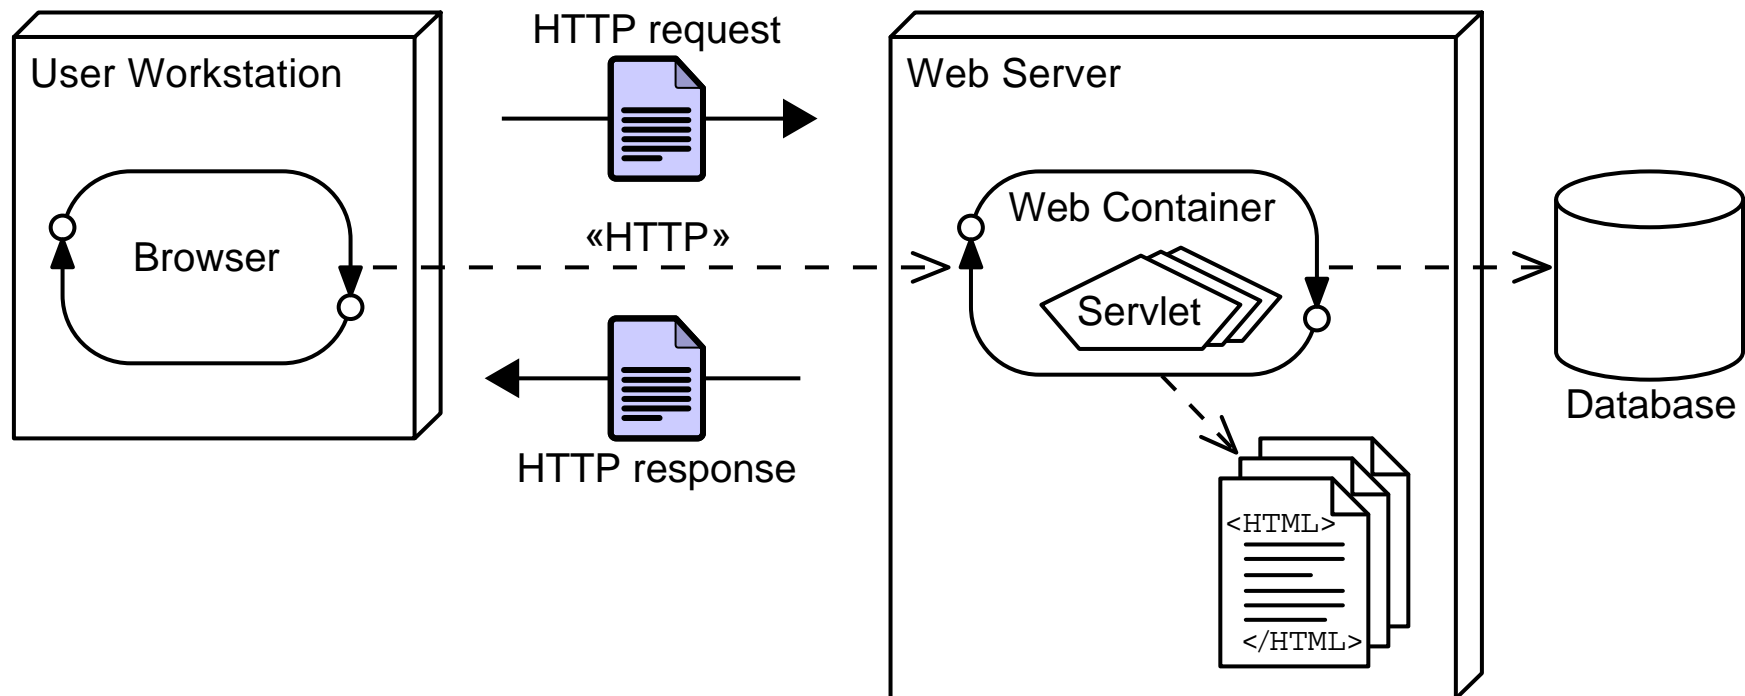 HTTP request
User Workstation
Web Server
Web Container
«HTTP»
Browser
Servlet
Database
HTTP response
<HTML>
</HTML>